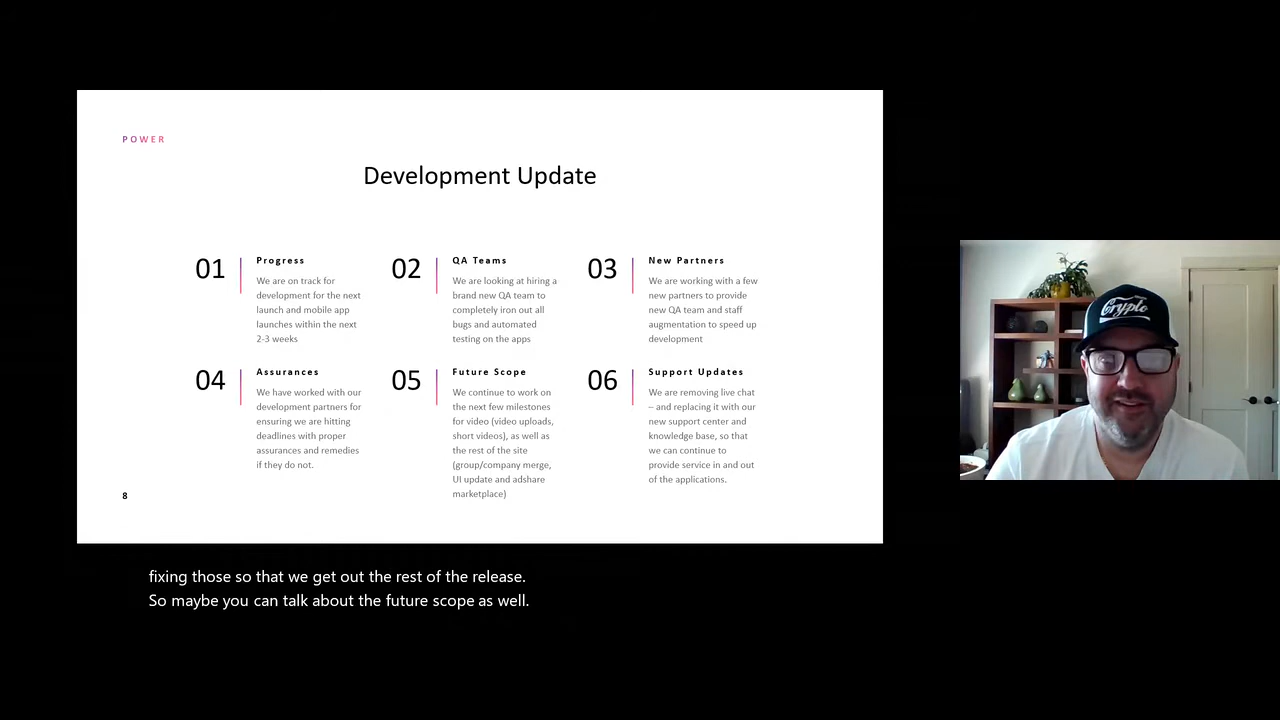 POWER
Development Update
01
Progress
We are on track for
development for the next
launch and mobile app
launches within the next
2-3 weeks
02
QA Teams
We are looking at hiring a
brand new QA team to
completely iron out all
bugs and automated
testing on the apps
03
New Partners
We are working with a few
new partners to provide
new QA team and staff
augmentation to speed up
development
04
Assurances
We have worked with our
development partners for
ensuring we are hitting
deadlines with proper
assurances and remedies
if they do not.
05
Future Scope
We continue to work on
the next few milestones
for video (video uploads,
short videos), as well as
the rest of the site
(group/company merge,
UI update and adshare
marketplace)
06
Support Updates
We are removing live chat
– and replacing it with our
new support center and
knowledge base, so that
we can continue to
provide service in and out
of the applications.
8
Crypto
fixing those so that we get out the rest of the release.
So maybe you can talk about the future scope as well.